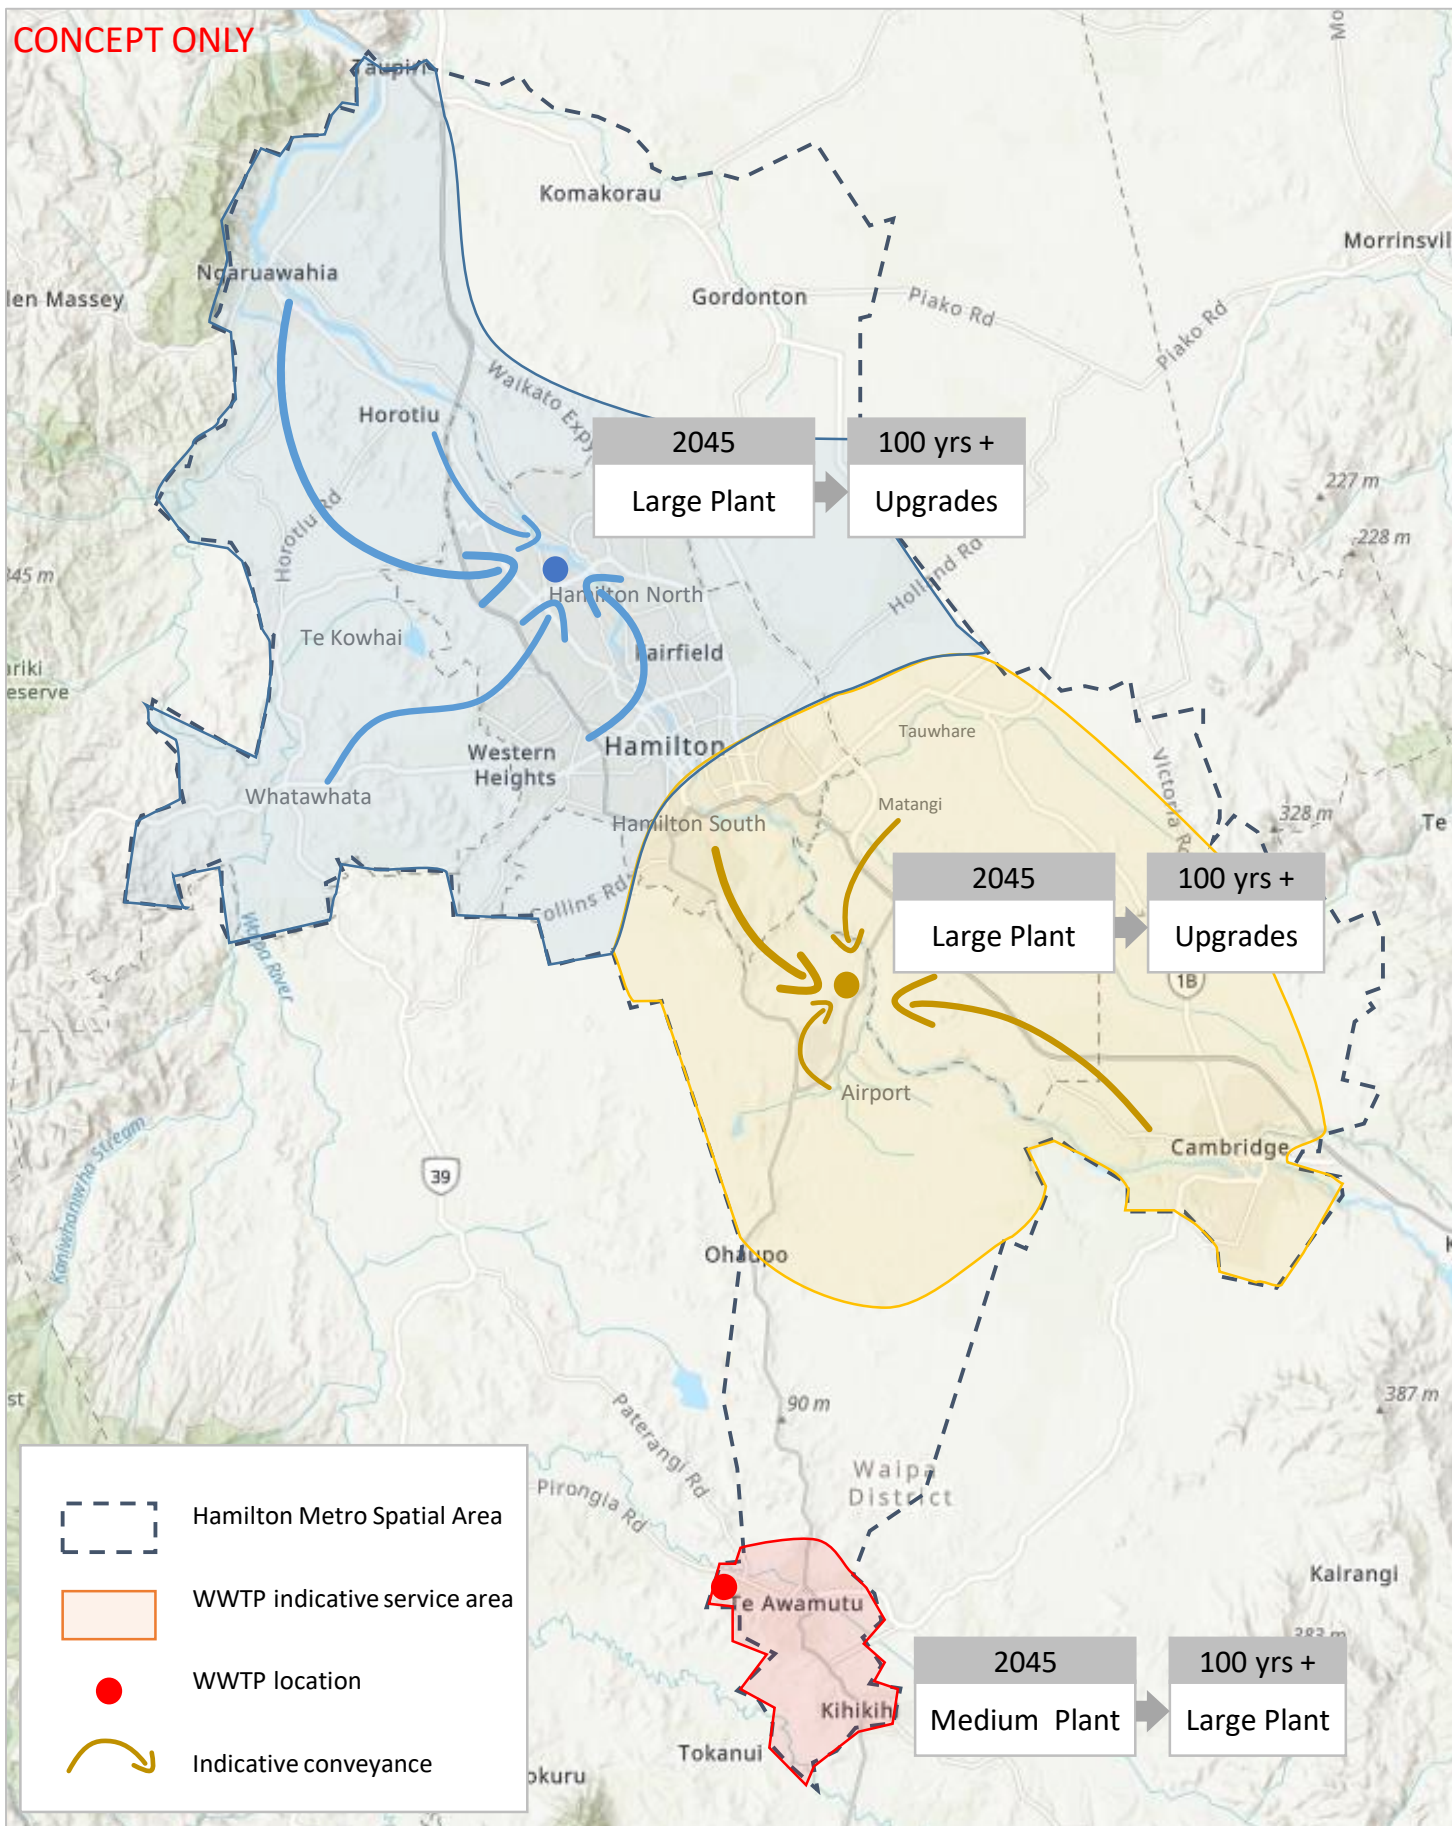 CONCEPT ONLY
Taupiri
Komakorau
Morrinsvil
Ngaruawahia
len Massey
Gordonton
Piako Rd
Piako Rd
Waikato Expy
Horotiu
2045
100 yrs +
Large Plant
Upgrades
227 m
228 m
Horotiu Rd
Holland Rd
345 m
Hamilton North
Te Kowhai
Fairfield
ariki
eserve
Tauwhare
Western
Heights
Hamilton
Victoria Rd
Whatawhata
Matangi
328 m
Te
Hamilton South
2045
100 yrs +
Large Plant
Upgrades
Collins Rd
Waipa River
1B
Airport
Kaniwhaniwha Stream
Cambridge
39
K
Ohaupo
387 m
st
90 m
Paterangi Rd
Waipa
District
Pirongia Rd
Hamilton Metro Spatial Area
Kairangi
WWTP indicative service area
Te Awamutu
383 m
2045
100 yrs +
WWTP location
Medium Plant
Large Plant
Kihikihi
Tokanui
Indicative conveyance
okuru